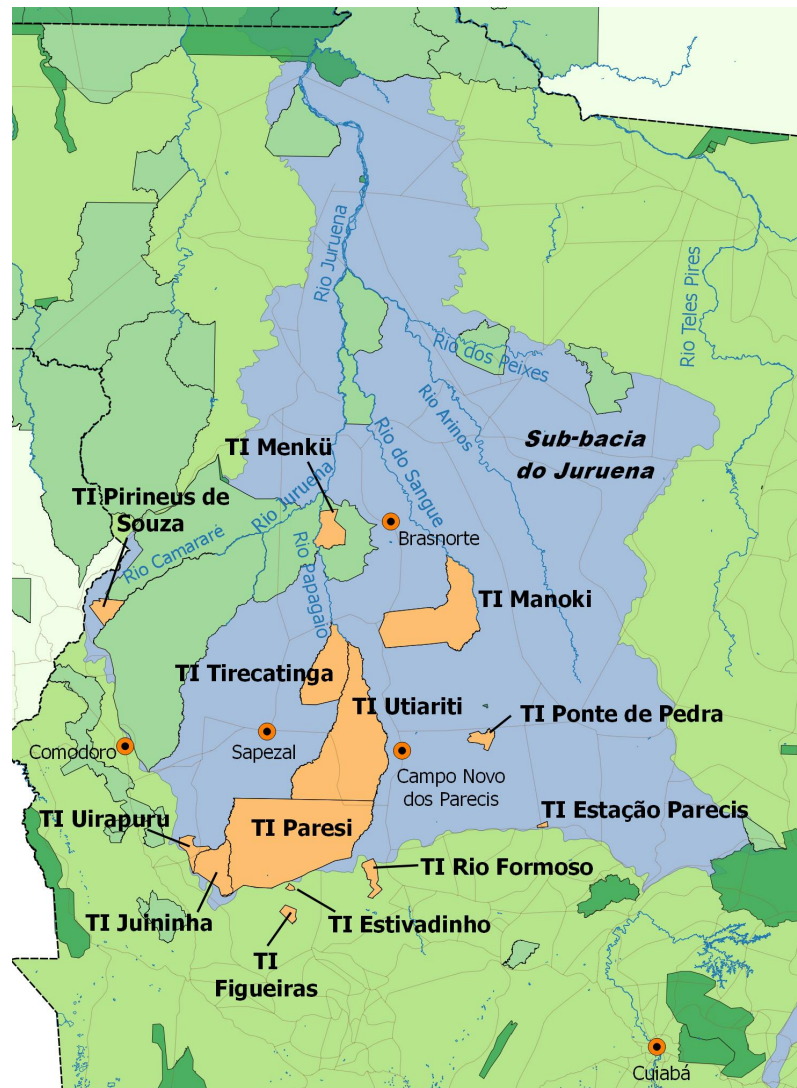 Rio Juruena
Rio Teles Pires
Rio dos Peixes
Rio Arinos
Sub-bacia
do Juruena
Rio do Sangue
TI Menkü
Rio Juruena
TI Pirineus de
Souza
Brasnorte
Rio Camararé
Rio Papagaio
TI Manoki
TI Tirecatinga
TI Utiariti
TI Ponte de Pedra
Comodoro
Sapezal
Campo Novo
dos Parecis
TI Estação Parecis
TI Uirapuru
TI Paresi
TI Rio Formoso
TI Juininha
TI Estivadinho
TI
Figueiras
Cuiabá